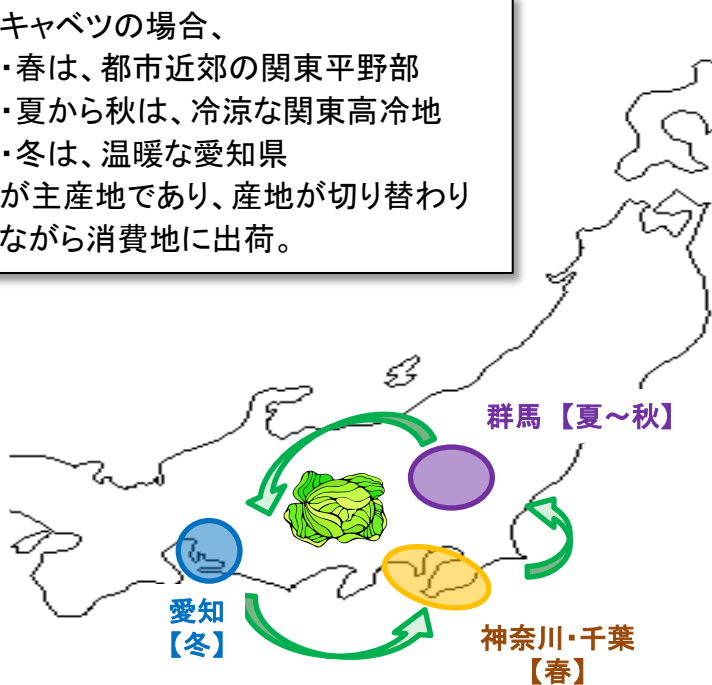 キャベツの場合、
・春は、都市近郊の関東平野部
・夏から秋は、冷涼な関東高冷地
・冬は、温暖な愛知県
が主産地であり、産地が切り替わり
ながら消費地に出荷。
群馬【夏～秋】
愛知
【冬】
神奈川・千葉
【春】